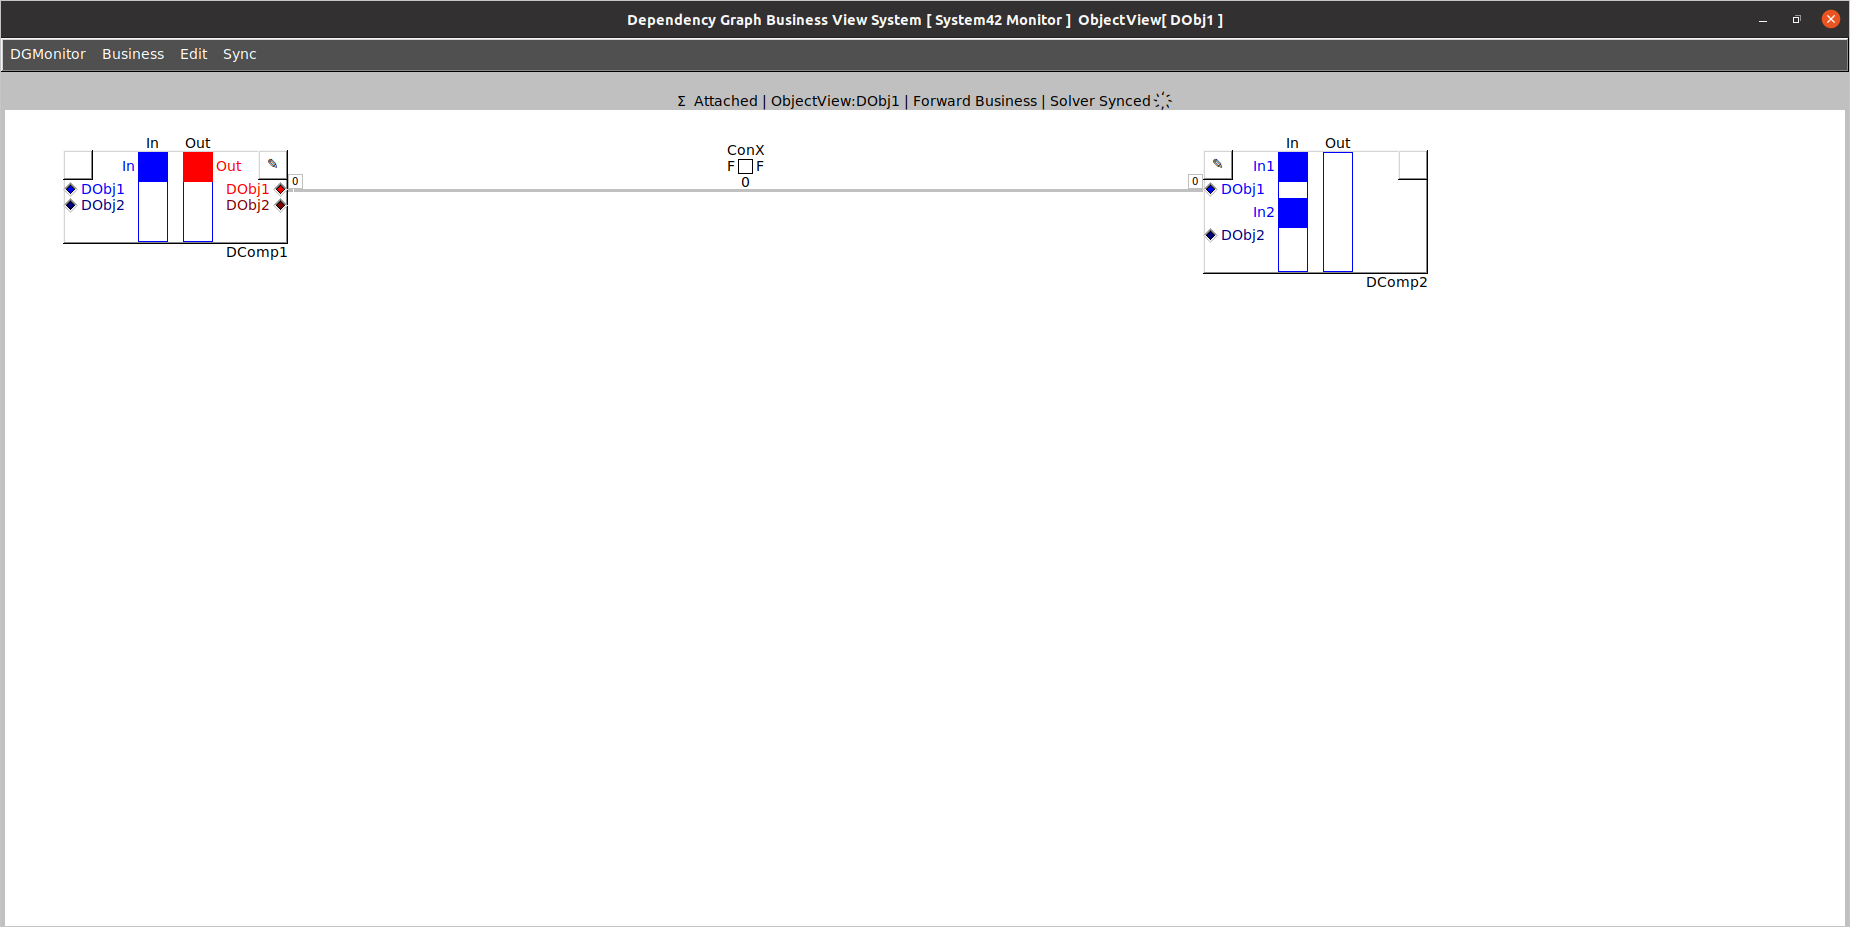 Dependency Graph Business View System [ System42 Monitor ]  ObjectView[ DObj1 ]
DGMonitor Business Edit Sync
Σ Attached | ObjectView:DObj1 | Forward Business | Solver Synced
In Out
In Out
DObj1 DObj1 0
DObj2 DObj2
DComp1
ConX
F F
0
In Out
In1
0 DObj1
In2
DObj2
DComp2